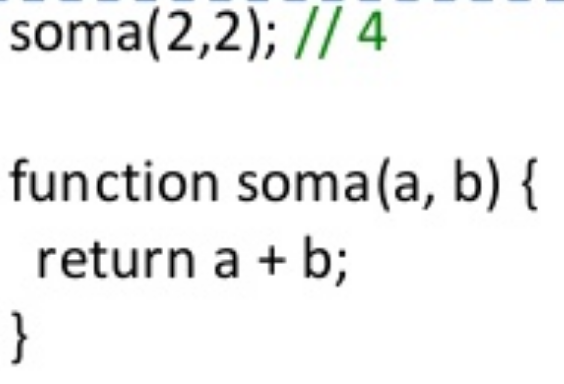 soma(2,2); // 4
function soma(a, b) {
return a + b;
}